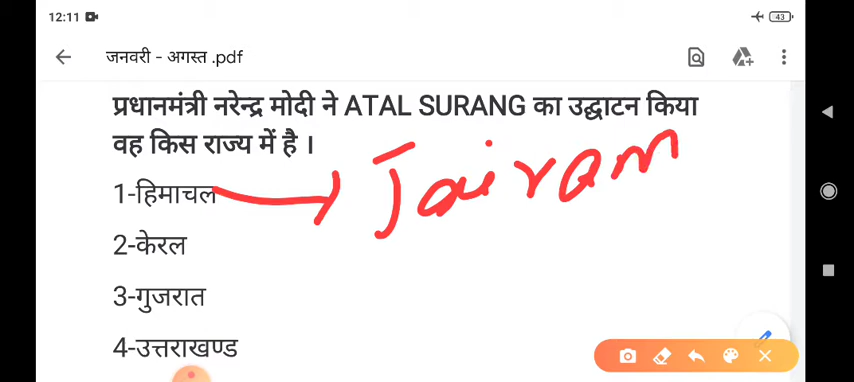 12:11
43
जनवरी - अगस्त .pdf
प्रधानमंत्री नरेन्द्र मोदी ने ATAL SURANG का उद्घाटन किया
वह किस राज्य में है ।
1-हिमाचल
Jairam
2-केरल
3-गुजरात
4-उत्तराखण्ड